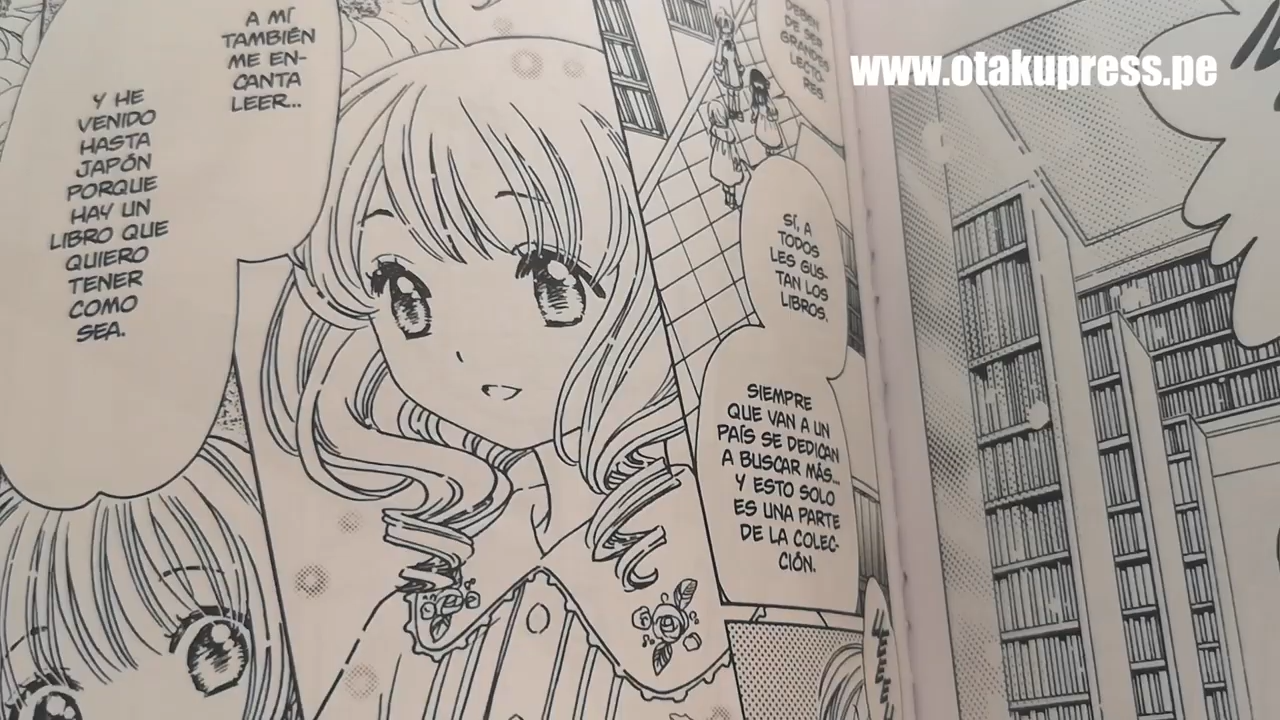 www.otakupress.pe
DEBEN
DE SER
GRANDES
LECTO-
RES.
SÍ, A
TODOS
LES GUS-
TAN LOS
LIBROS.
SIEMPRE
QUE VAN A UN
PAÍS SE DEDICAN
A BUSCAR MÁS...
Y ESTO SOLO
ES UNA PARTE
DE LA COLEC-
CIÓN.
A MÍ
TAMBIÉN
ME EN-
CANTA
LEER...
Y HE
VENIDO
HASTA
JAPÓN
PORQUE
HAY UN
LIBRO QUE
QUIERO
TENER
COMO
SEA.